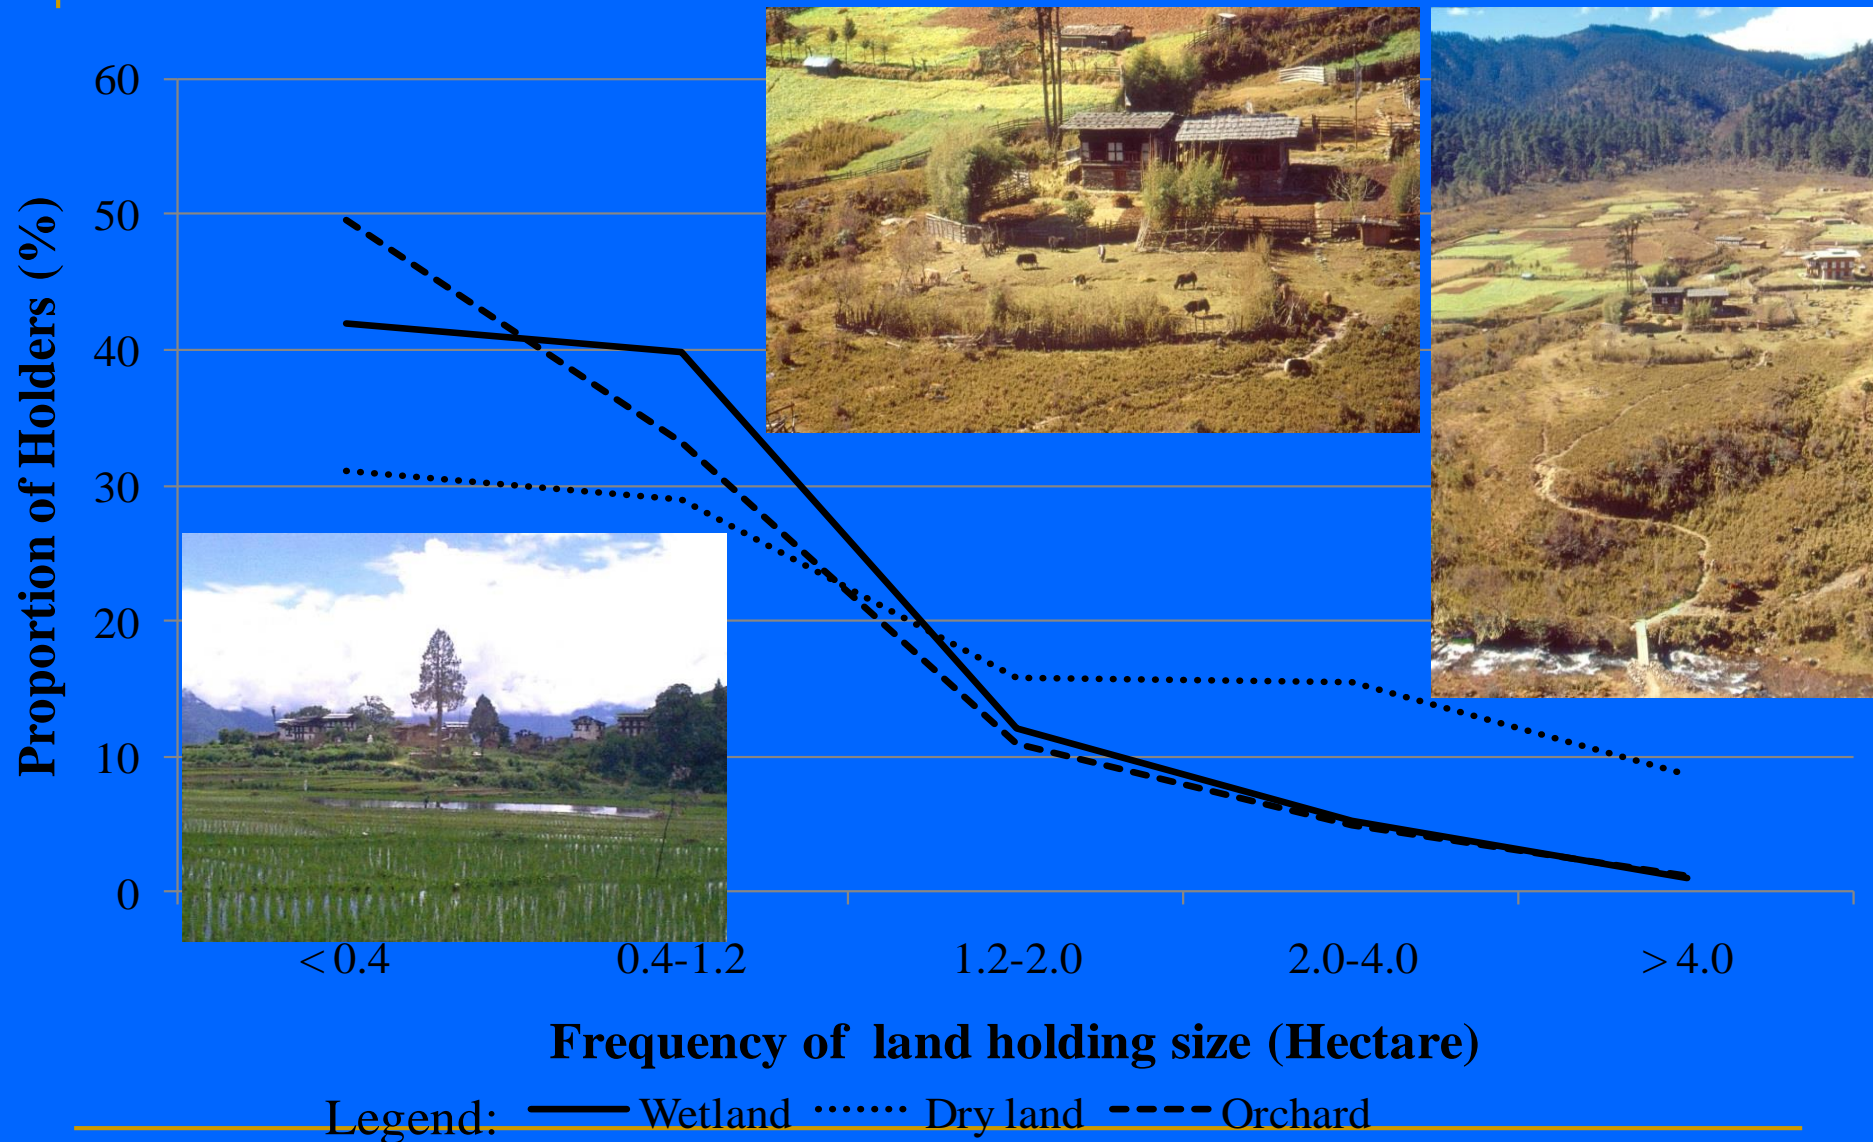 60
50
40
30
20
10
0
Proportion of Holders (%)
<0.4 0.4-1.2 1.2-2.0 2.0-4.0 >4.0
Frequency of land holding size (Hectare)
Legend: Wetland Dry land Orchard